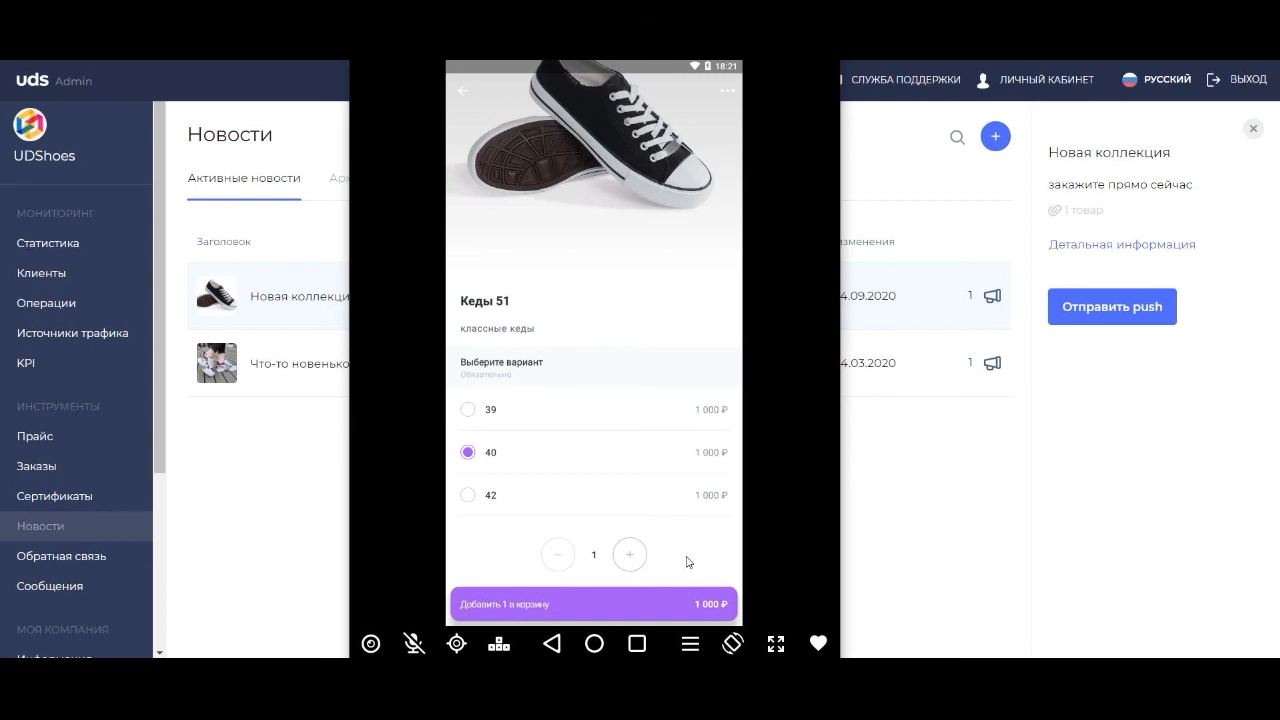 uds Admin
UDShoes
МОНИТОРИНГ
Статистика
Клиенты
Операции
Источники трафика
KPI
ИНСТРУМЕНТЫ
Прайс
Заказы
Сертификаты
Новости
Обратная связь
Сообщения
МОЯ КОМПАНИЯ
Новости
Активные новости
Заголовок
Новая коллекци
Что-то новенько
18:21
Кеды 51
классные кеды
Выберите вариант
Обязательно
39 1 000 ₽
40 1 000 ₽
42 1 000 ₽
1
Добавить 1 в корзину 1 000 ₽
СЛУЖБА ПОДДЕРЖКИ
ЛИЧНЫЙ КАБИНЕТ
РУССКИЙ
ВЫХОД
изменения
4.09.2020 1
4.03.2020 1
Новая коллекция
закажите прямо сейчас
1 товар
Детальная информация
Отправить push